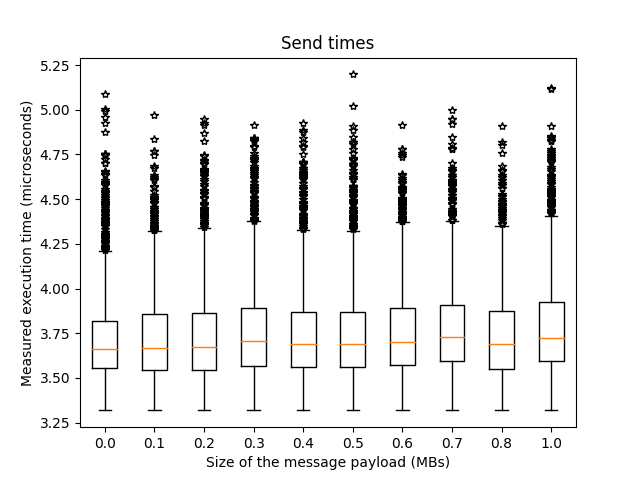 Send times
Measured execution time (microseconds)
5.25
5.00
4.75
4.50
4.25
4.00
3.75
3.50
3.25
0.0 0.1 0.2 0.3 0.4 0.5 0.6 0.7 0.8 1.0
Size of the message payload (MBs)